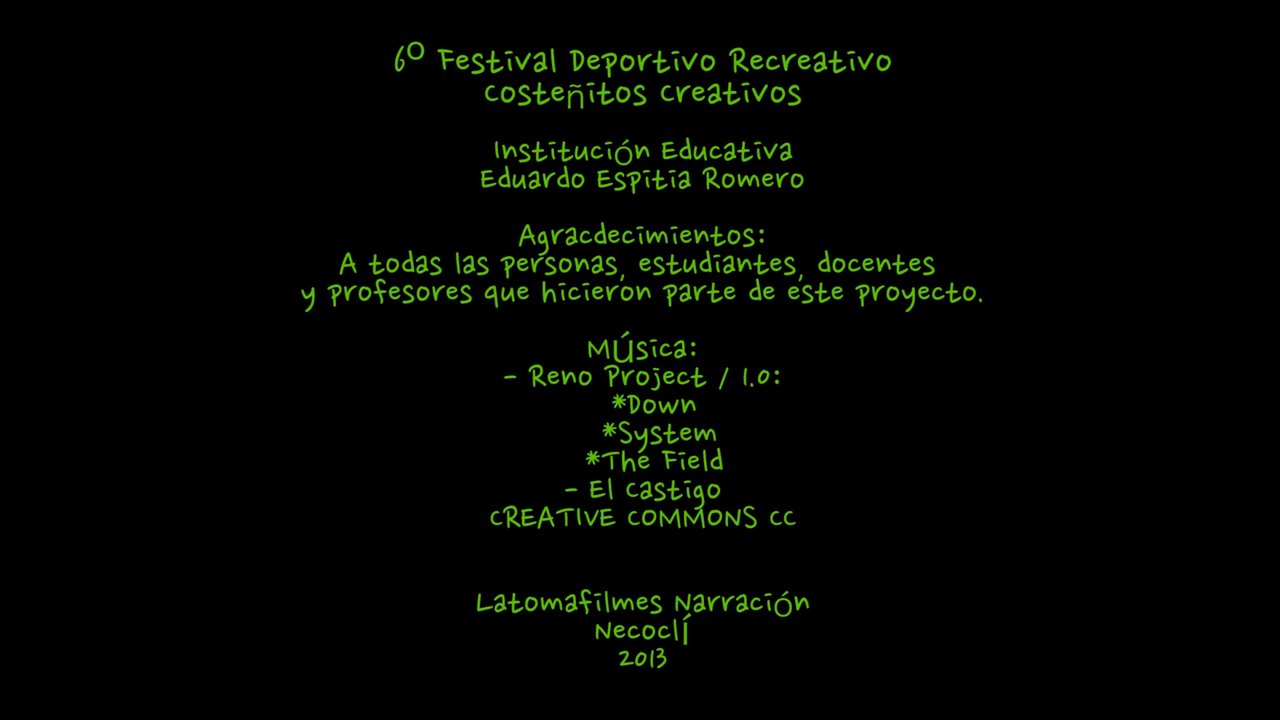 6º Festival Deportivo Recreativo
costeñitos creativos
Institución Educativa
Eduardo Espitia Romero
Agracdecimientos:
A todas las personas, estudiantes, docentes
y profesores que hicieron parte de este proyecto.
MÚsica:
- Reno Project / 1.0:
*Down
*System
*The Field
- El castigo
CREATIVE COMMONS CC
Latomafilmes Narración
Necoclí
2013